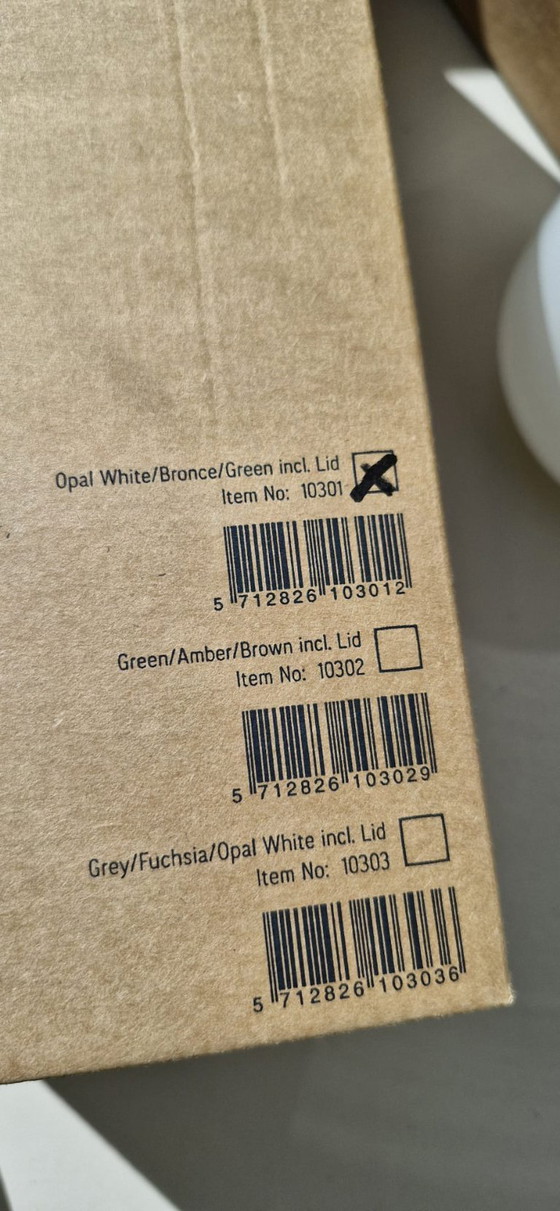 Opal White/Bronce/Green incl. Lid
Item No: 10301
5 712826 103012
Green/Amber/Brown incl. Lid
Item No: 10302
5 712826 103029
Grey/Fuchsia/Opal White incl. Lid
Item No: 10303
5 712826 103036